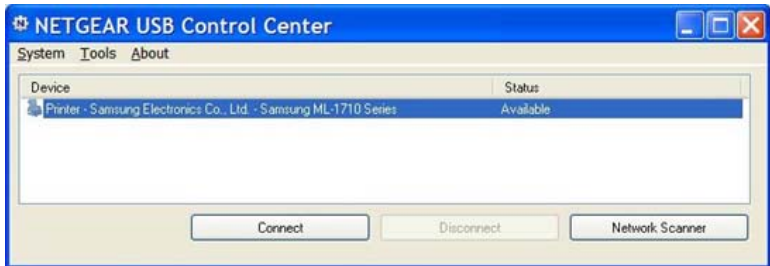 NETGEAR USB Control Center
System Tools About
Device Status
Printer - Samsung Electronics Co., Ltd. - Samsung ML-1710 Series Available
Connect Disconnect Network Scanner